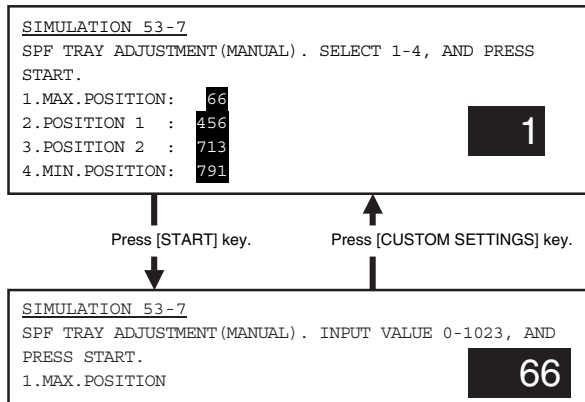 SIMULATION 53-7
SPF TRAY ADJUSTMENT(MANUAL). SELECT 1-4, AND PRESS
START.
1.MAX.POSITION: 66
2.POSITION 1 : 456
3.POSITION 2 : 713
4.MIN.POSITION: 791
1
Press [START] key.
Press [CUSTOM SETTINGS] key.
SIMULATION 53-7
SPF TRAY ADJUSTMENT(MANUAL). INPUT VALUE 0-1023, AND
PRESS START.
1.MAX.POSITION
66